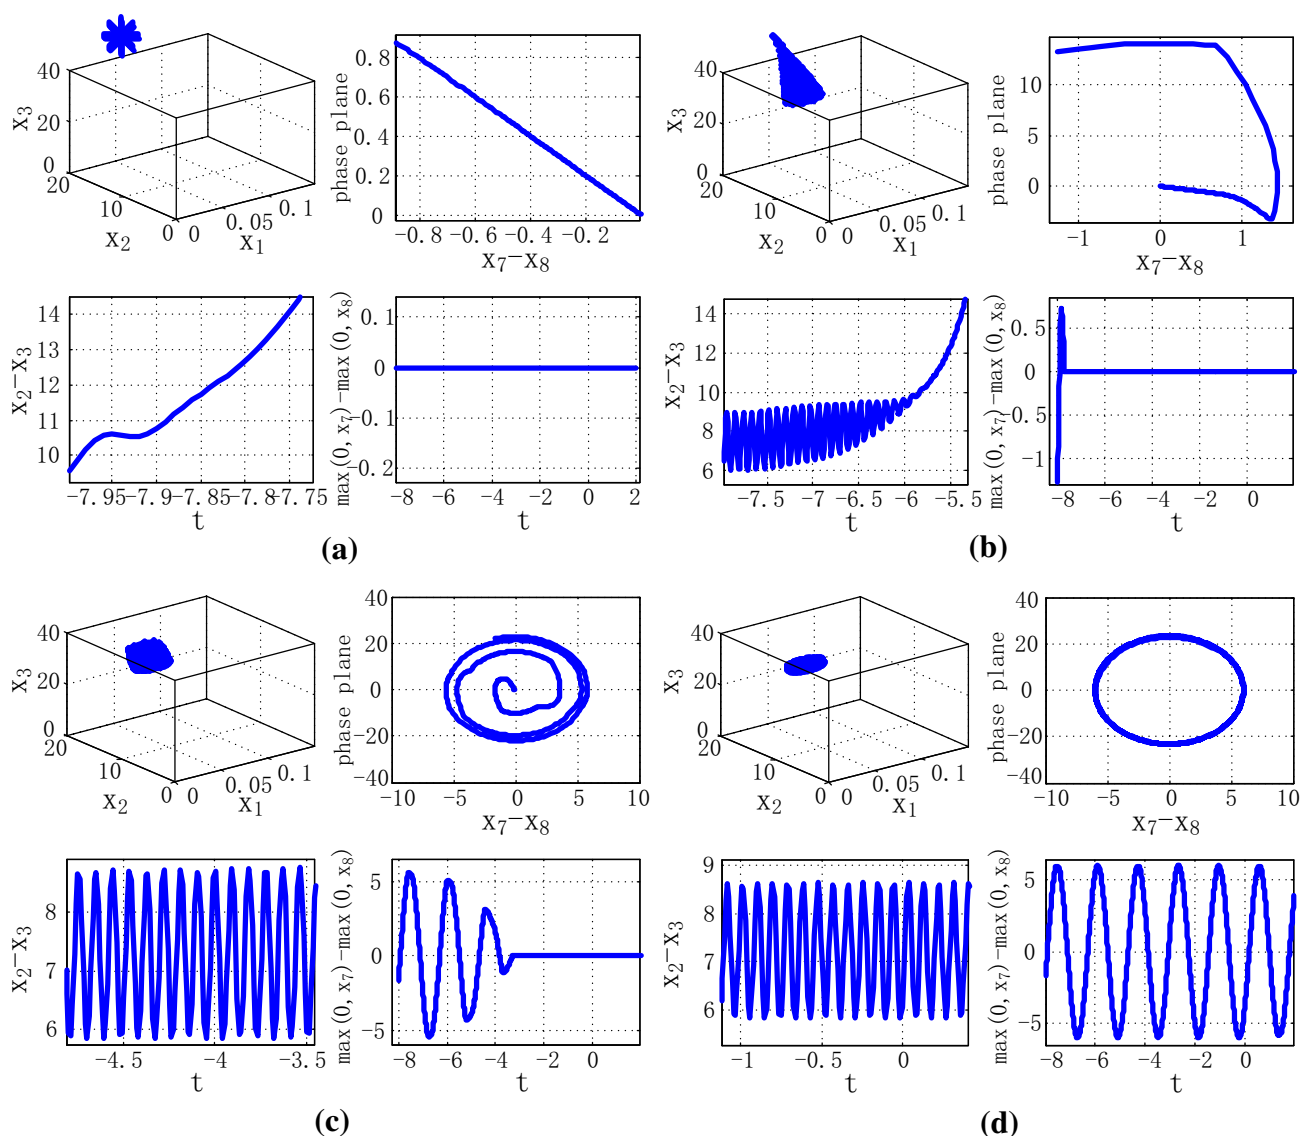 40
20
0
x3
20
10
0
x2
0
0.05
0.1
x1
phase plane
0.8
0.6
0.4
0.2
0
-0.8 -0.6 -0.4 -0.2
x7-x8
x2-x3
14
13
12
11
10
-7.95 -7.9 -7.85 -7.8 -7.75
t
max(0, x7)-max(0, x8)
0.1
0
-0.1
-0.2
-8 -6 -4 -2 0 2
t
(a)
40
20
0
x3
20
10
0
x2
0
0.05
0.1
x1
phase plane
10
5
0
-1 0 1
x7-x8
x2-x3
14
12
10
8
6
-7.5 -7 -6.5 -6 -5.5
t
max(0, x7)-max(0, x8)
0.5
0
-0.5
-1
-8 -6 -4 -2 0
t
(b)
40
20
0
x3
20
10
0
x2
0
0.05
0.1
x1
phase plane
40
20
0
-20
-40
-10 -5 0 5 10
x7-x8
x2-x3
8
7
6
-4.5 -4 -3.5
t
max(0, x7)-max(0, x8)
5
0
-5
-8 -6 -4 -2 0
t
(c)
40
20
0
x3
20
10
0
x2
0
0.05
0.1
x1
phase plane
40
20
0
-20
-40
-10 -5 0 5 10
x7-x8
x2-x3
9
8
7
6
-1 -0.5 0
t
max(0, x7)-max(0, x8)
5
0
-5
-8 -6 -4 -2 0
t
(d)